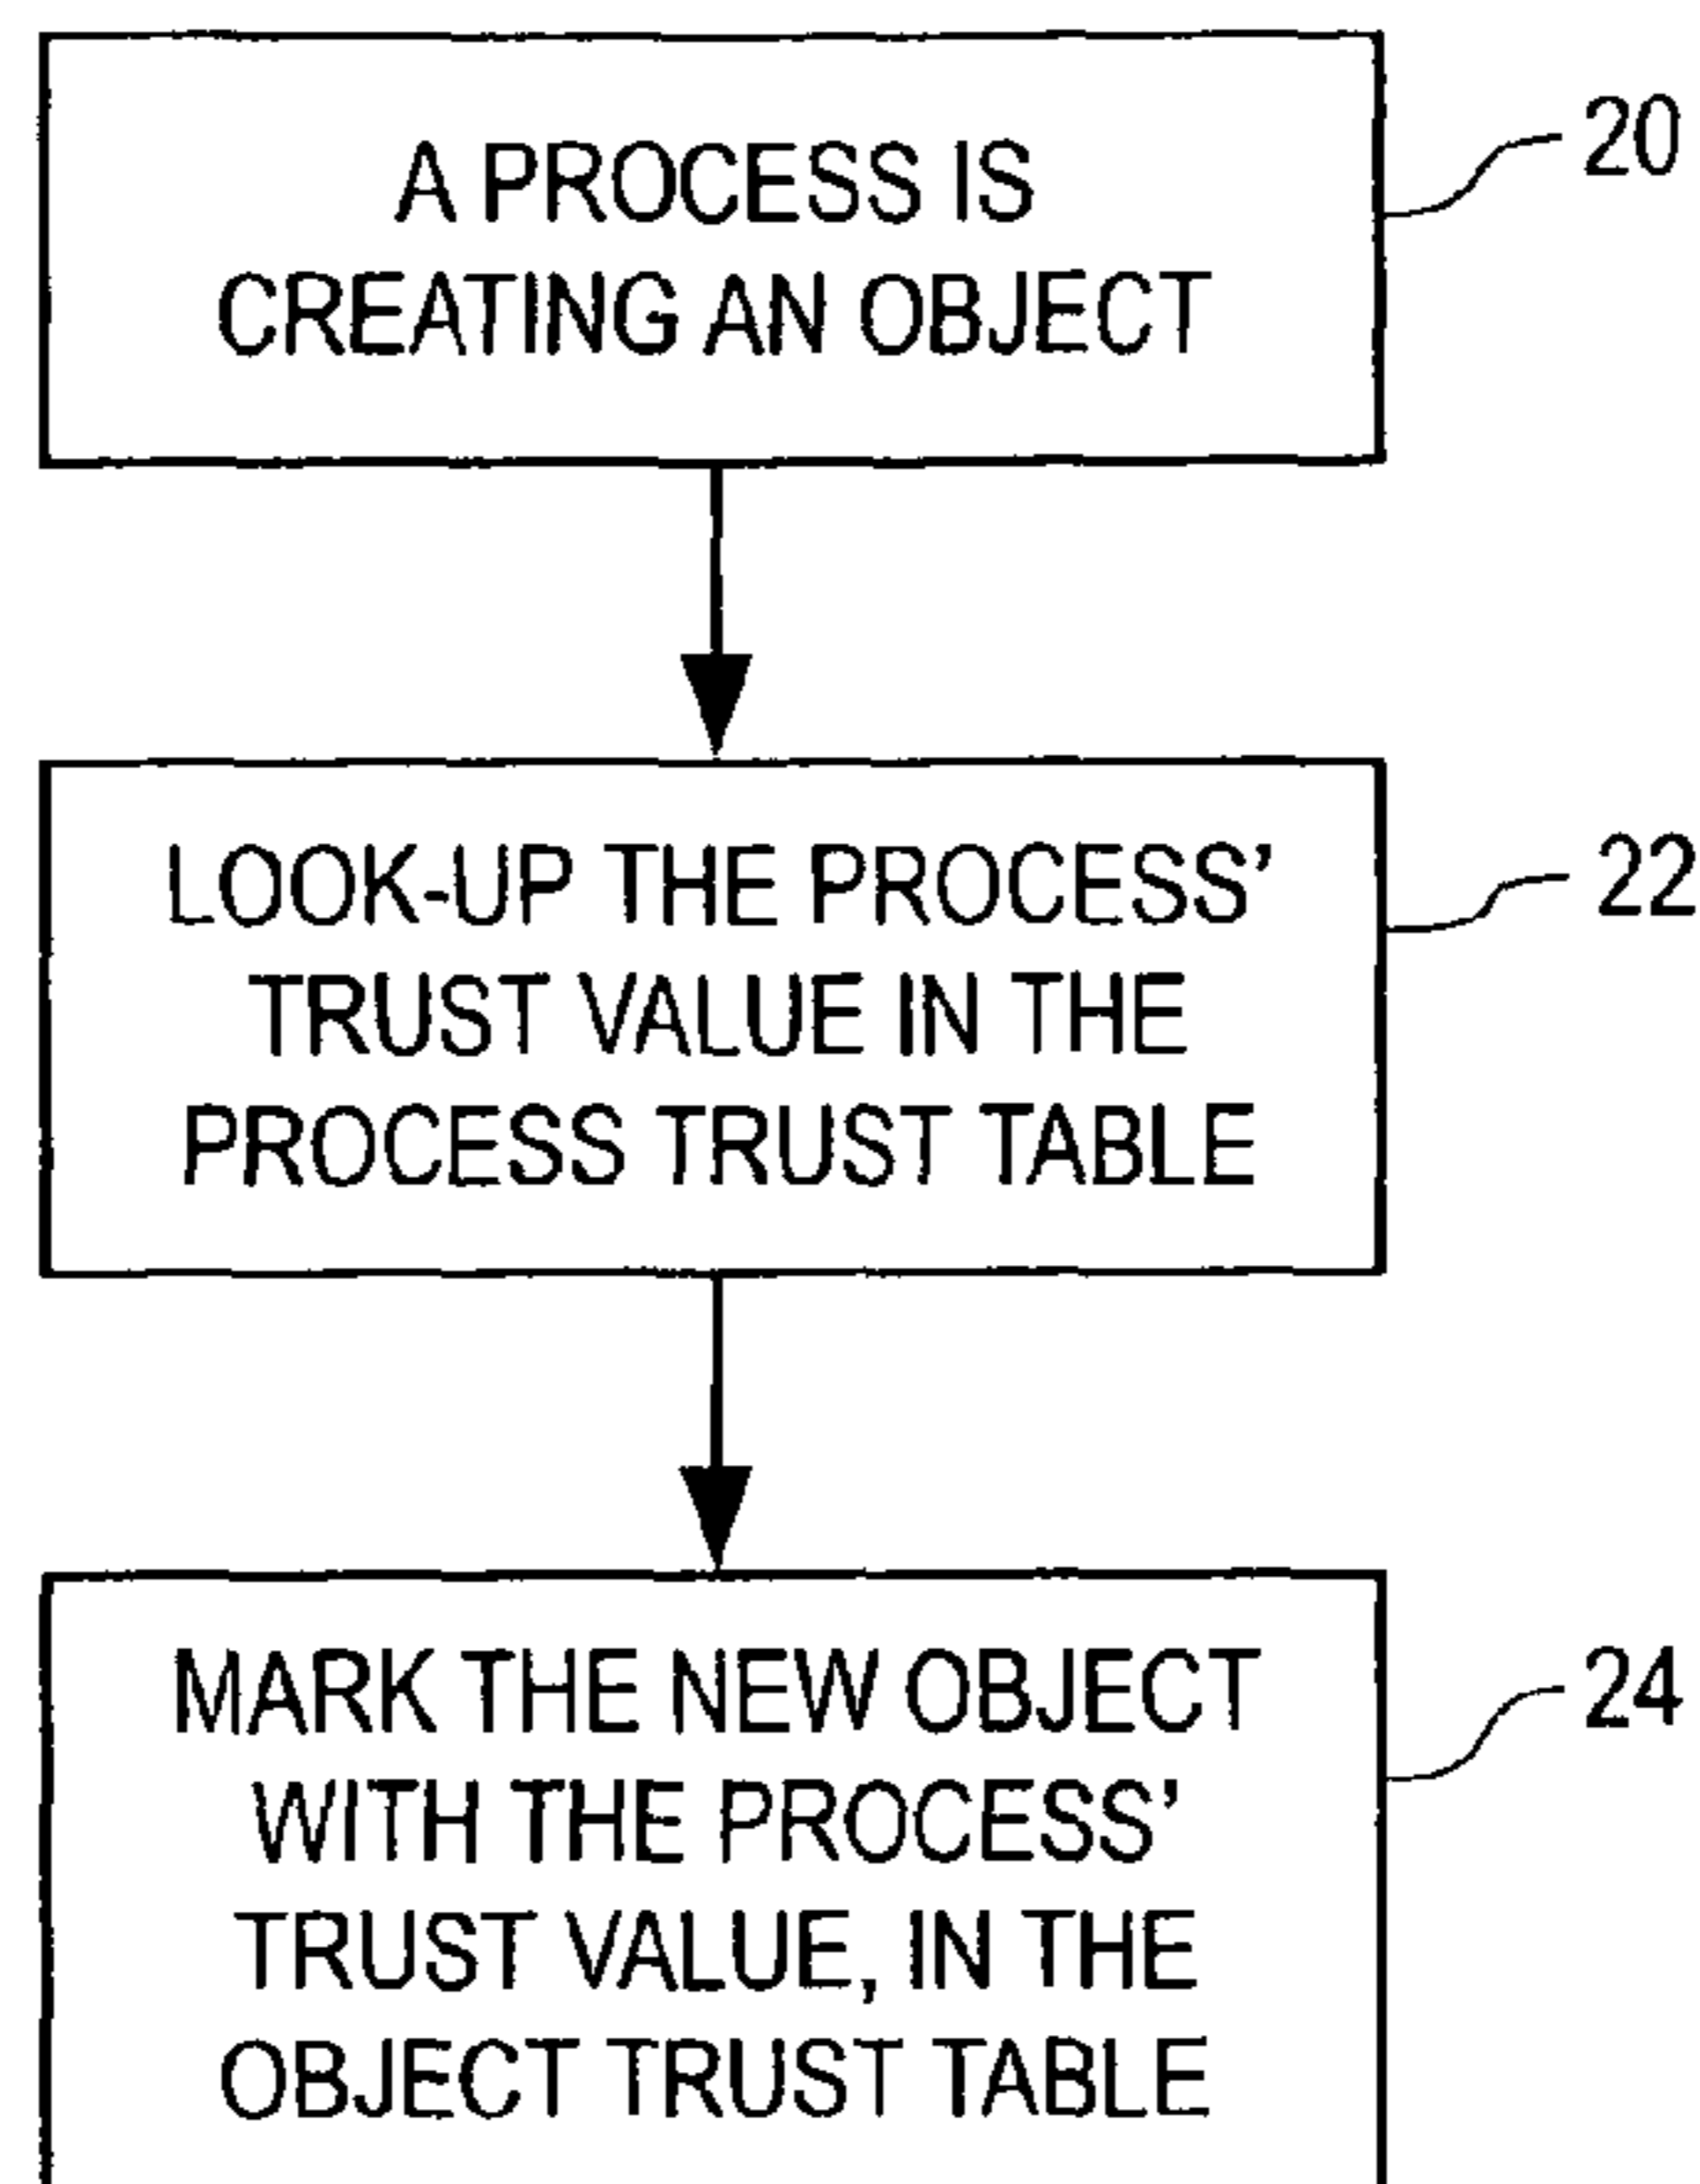 A PROCESS IS
CREATING AN OBJECT
20
LOOK-UP THE PROCESS'
TRUST VALUE IN THE
PROCESS TRUST TABLE
22
MARK THE NEW OBJECT
WITH THE PROCESS'
TRUST VALUE, IN THE
OBJECT TRUST TABLE
24